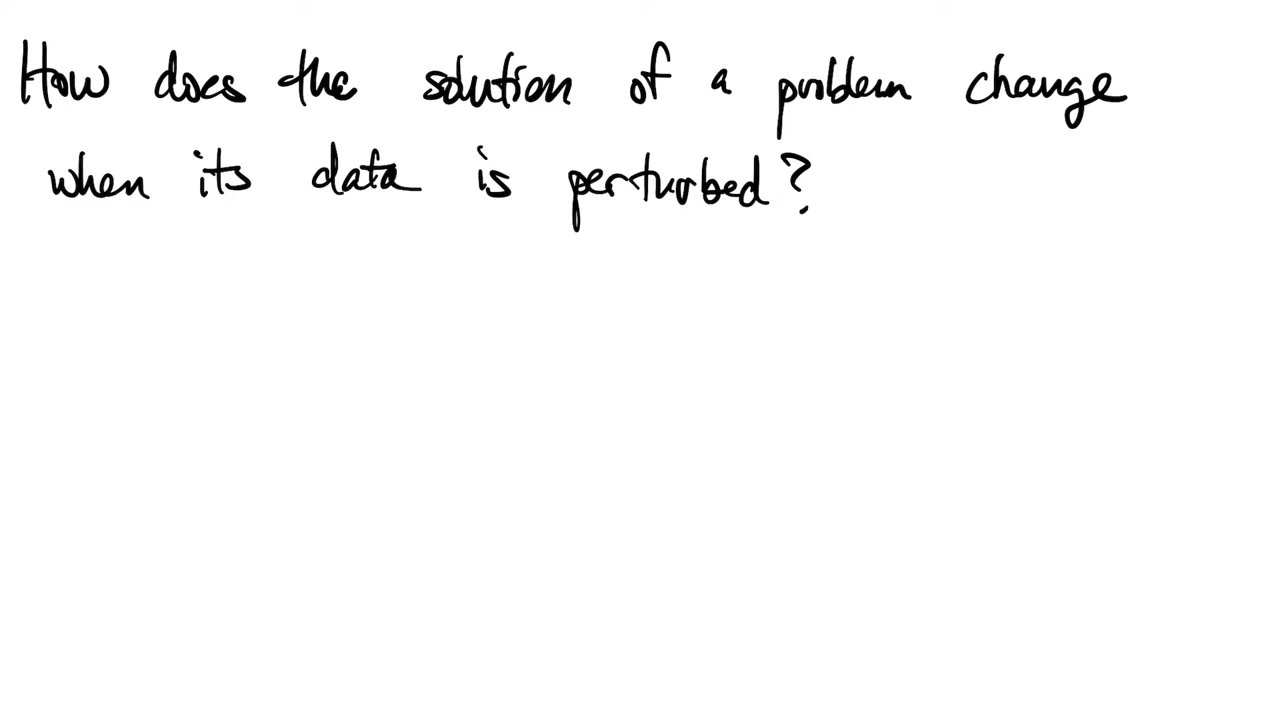 How does the solution of a problem change
when its data is perturbed?